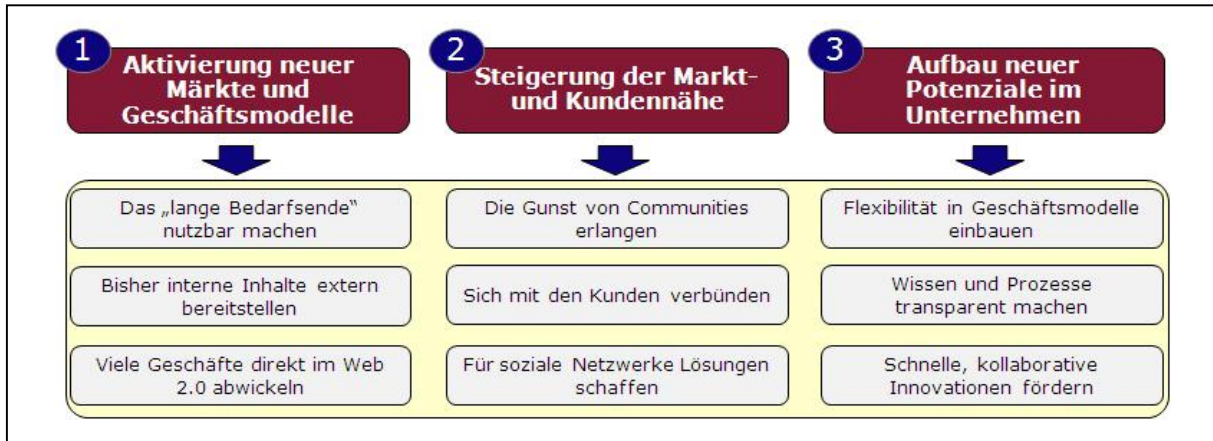 1
Aktivierung neuer
Märkte und
Geschäftsmodelle
Das „lange Bedarfsende“
nutzbar machen
Bisher interne Inhalte extern
bereitstellen
Viele Geschäfte direkt im Web
2.0 abwickeln
2
Steigerung der Markt-
und Kundennähe
Die Gunst von Communities
erlangen
Sich mit den Kunden verbünden
Für soziale Netzwerke Lösungen
schaffen
3
Aufbau neuer
Potenziale im
Unternehmen
Flexibilität in Geschäftsmodelle
einbauen
Wissen und Prozesse
transparent machen
Schnelle, kollaborative
Innovationen fördern